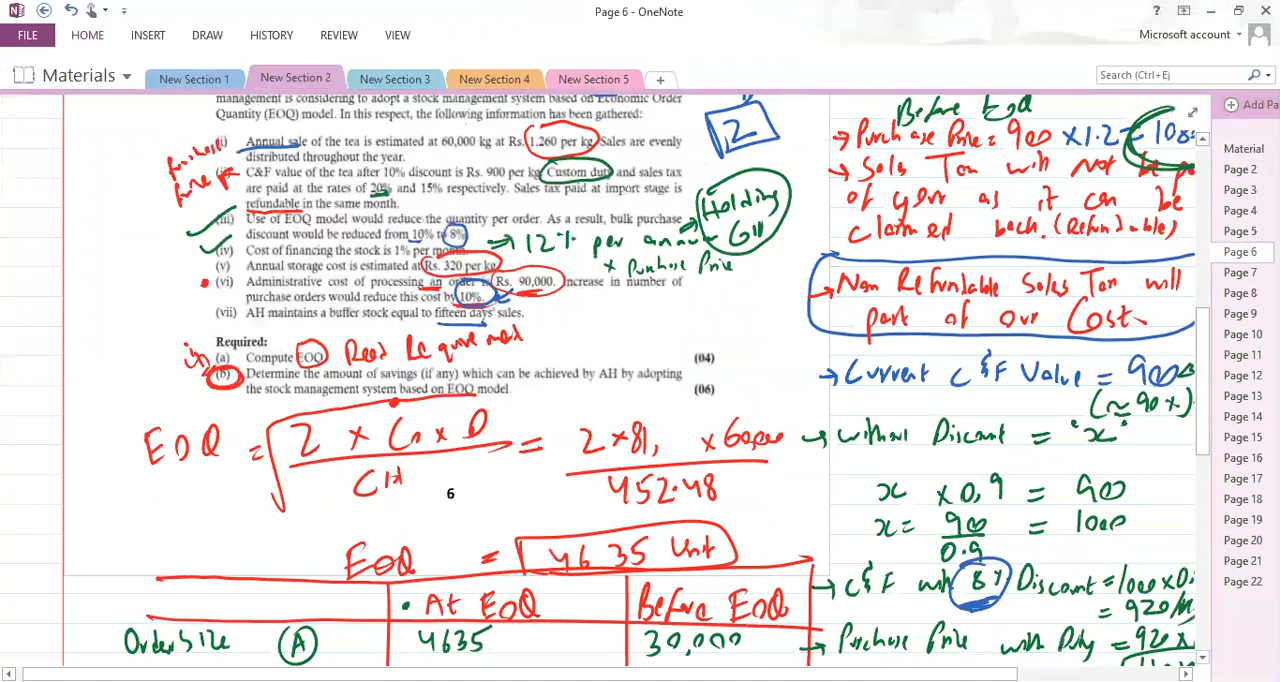 Page 6 - OneNote
FILE HOME INSERT DRAW HISTORY REVIEW VIEW
Microsoft account
Materials
New Section 1 New Section 2 New Section 3 New Section 4 New Section 5
Search (Ctrl+E)
management is considering to adopt a stock management system based on Economic Order
Quantity (EOQ) model. In this respect, the following information has been gathered:
(i) Annual sale of the tea is estimated at 60,000 kg at Rs. 1,260 per kg. Sales are evenly
distributed throughout the year.
(ii) C&F value of the tea after 10% discount is Rs. 900 per kg. Custom duty and sales tax
are paid at the rates of 20% and 15% respectively. Sales tax paid at import stage is
refundable in the same month.
(iii) Use of EOQ model would reduce the quantity per order. As a result, bulk purchase
discount would be reduced from 10% to 8%.
(iv) Cost of financing the stock is 1% per month.
(v) Annual storage cost is estimated at Rs. 320 per kg.
(vi) Administrative cost of processing an order is Rs. 90,000. Increase in number of
purchase orders would reduce this cost by 10%.
(vii) AH maintains a buffer stock equal to fifteen days' sales.
Required:
(a) Compute EOQ (04)
(b) Determine the amount of savings (if any) which can be achieved by AH by adopting
the stock management system based on EOQ model. (06)
2
Holding
→ 12% per annum
× Purchase Price
Read Requirement
EOQ = 2 × Co × D = 2 × 81,
CH 452.48
6
EOQ = 4635 Unit
At EOQ Before EOQ
Order Size (A) 4635 30,000
Before EOQ
→ Purchase Price = 900 × 1.2 =
→ Sales Tax will not be
of your as it can be
claimed back. (Refundable)
→ Non Refundable Sales Tax will
part of our Cost.
→ Current C&F Value = 900
→ Without Discount = 'x'
x × 0.9 = 900
x = 900 = 1000
0.9
→ C&F with 8% Discount = 1000 ×
= 920/
→ Purchase Price with Duty = 920 ×
Add Pa
Material
Page 2
Page 3
Page 4
Page 5
Page 6
Page 7
Page 8
Page 9
Page 11
Page 12
Page 13
Page 14
Page 15
Page 16
Page 17
Page 18
Page 19
Page 20
Page 21
Page 22